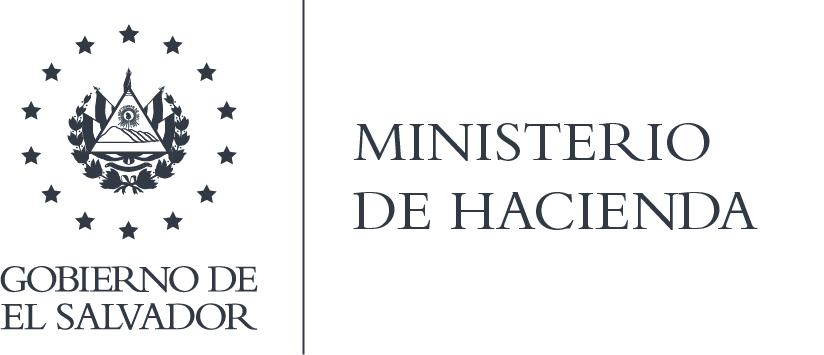 GOBIERNO DE
EL SALVADOR
MINISTERIO
DE HACIENDA